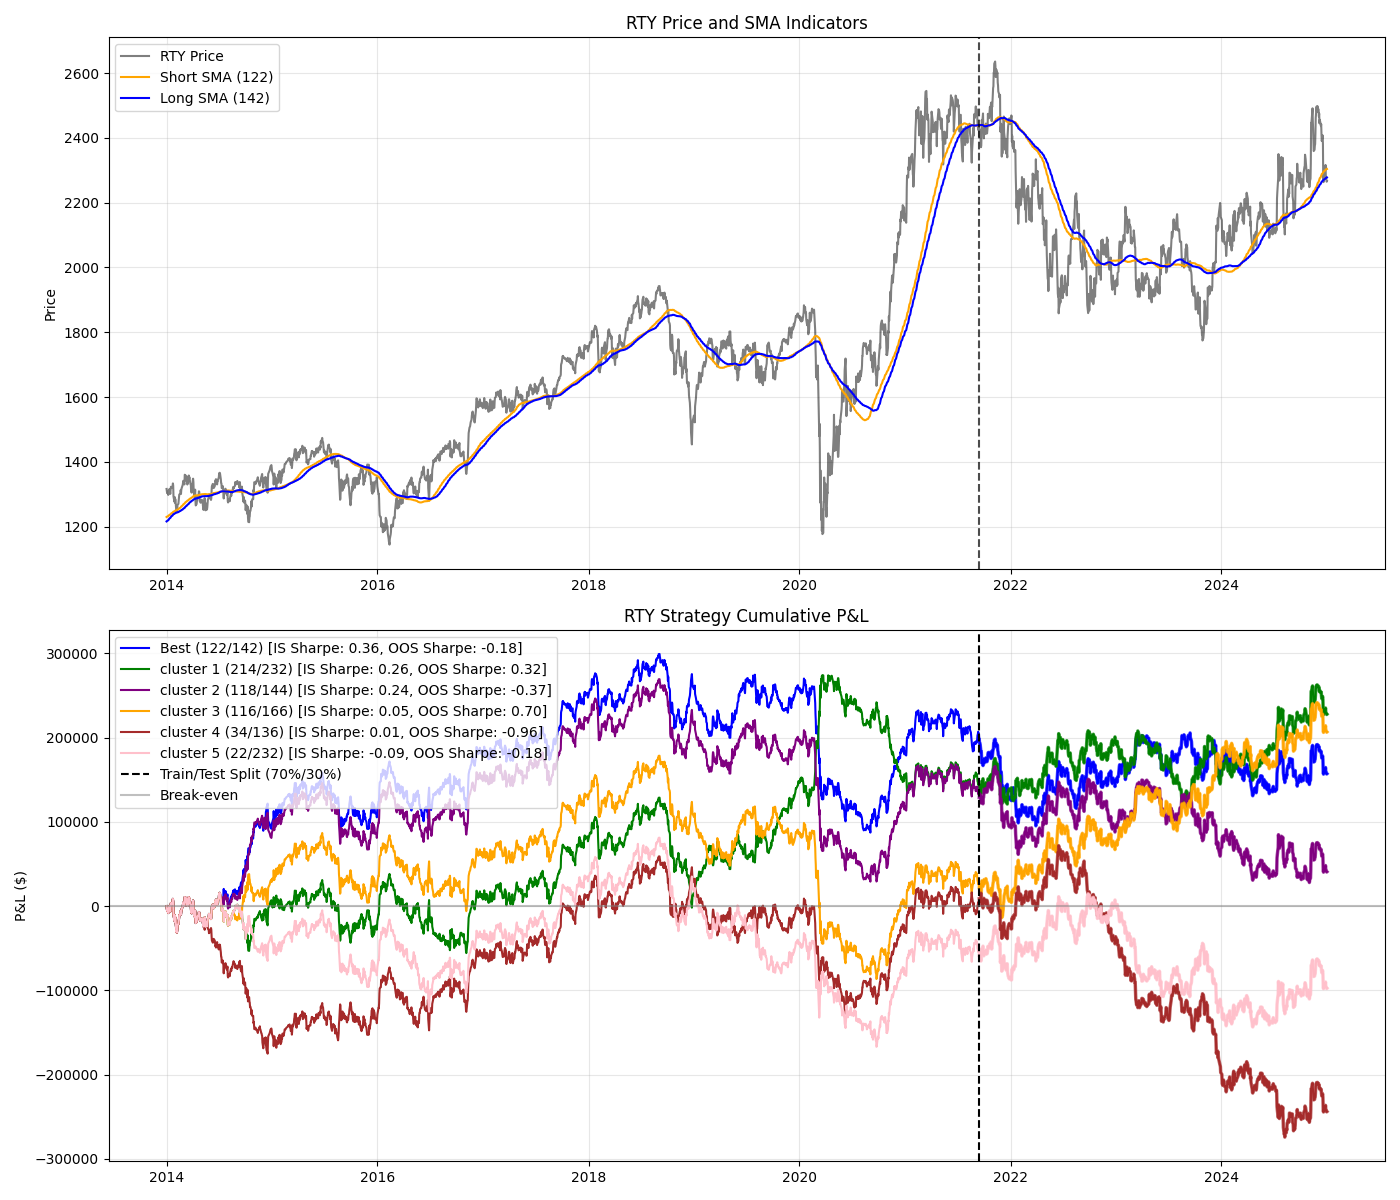 RTY Price and SMA Indicators
RTY Price
Short SMA (122)
Long SMA (142)
Price
2600
2400
2200
2000
1800
1600
1400
1200
2014
2016
2018
2020
2022
2024
RTY Strategy Cumulative P&L
Best (122/142) [IS Sharpe: 0.36, OOS Sharpe: -0.18]
cluster 1 (214/232) [IS Sharpe: 0.26, OOS Sharpe: 0.32]
cluster 2 (118/144) [IS Sharpe: 0.24, OOS Sharpe: -0.37]
cluster 3 (116/166) [IS Sharpe: 0.05, OOS Sharpe: 0.70]
cluster 4 (34/136) [IS Sharpe: 0.01, OOS Sharpe: -0.96]
cluster 5 (22/232) [IS Sharpe: -0.09, OOS Sharpe: -0.18]
Train/Test Split (70%/30%)
Break-even
P&L ($)
300000
200000
100000
0
−100000
−200000
−300000
2014
2016
2018
2020
2022
2024